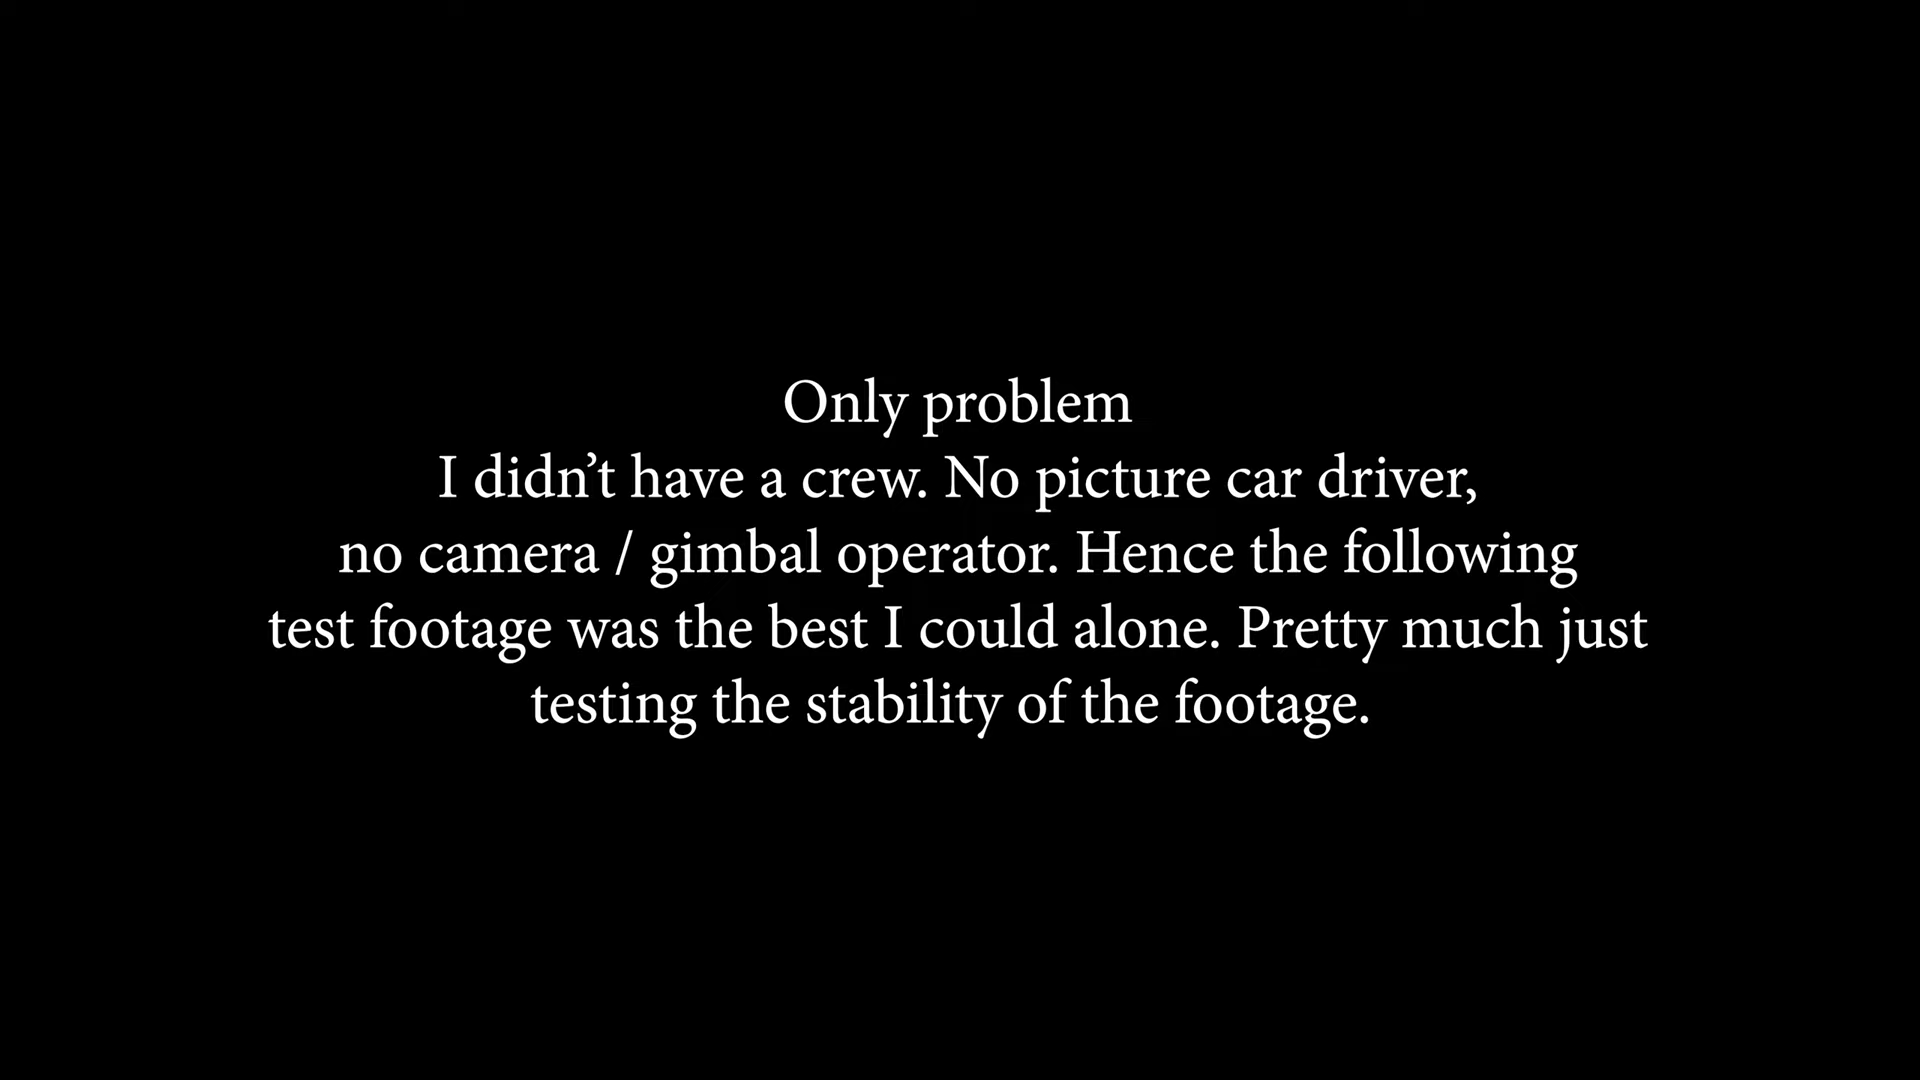 Only problem
I didn’t have a crew. No picture car driver,
no camera / gimbal operator. Hence the following
test footage was the best I could alone. Pretty much just
testing the stability of the footage.